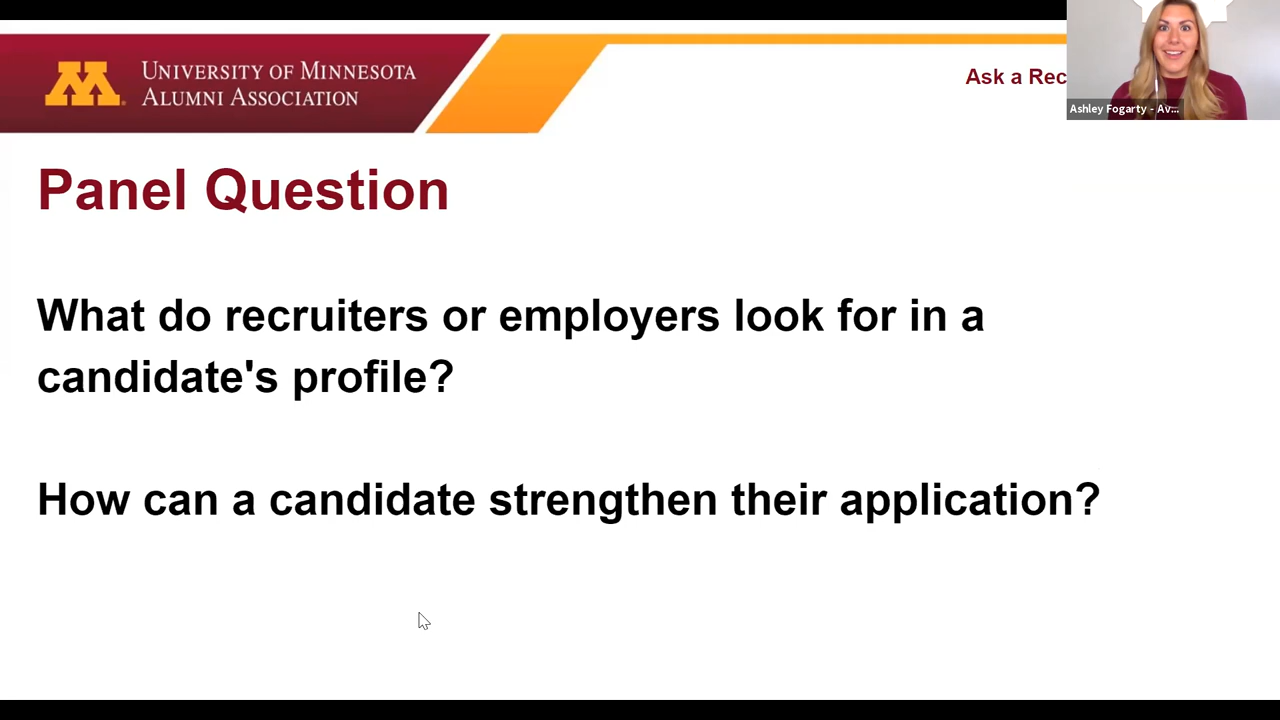 UNIVERSITY OF MINNESOTA
ALUMNI ASSOCIATION
Ask a Rec
Ashley Fogarty - Av...
Panel Question
What do recruiters or employers look for in a
candidate's profile?
How can a candidate strengthen their application?